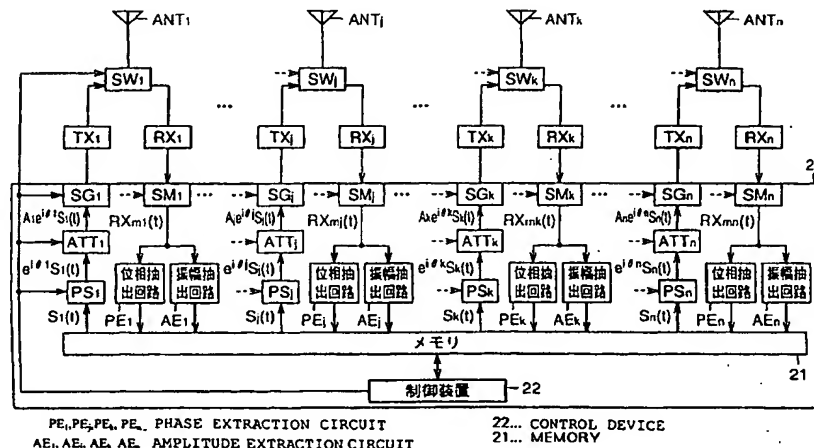 ANT1 ANTj ANTk ANTn
SW1 SWj SWk SWn
... ... ...
TX1 RX1 TXj RXj TXk RXk TXn RXn
2
SG1 SM1 ... SGj SMj ... SGk SMk ... SGn SMn
RXm1(t) RXmj(t) RXmk(t) RXmn(t)
ATT1 ATTj ATTk ATTn
位相抽出回路 振幅抽出回路 位相抽出回路 振幅抽出回路 位相抽出回路 振幅抽出回路 位相抽出回路 振幅抽出回路
PS1 PSj PSk PSn
S1(t) PE1 AE1 Sj(t) PEj AEj Sk(t) PEk AEk Sn(t) PEn AEn
メモリ
21
制御装置 22
PHASE EXTRACTION CIRCUIT 22... CONTROL DEVICE
AMPLITUDE EXTRACTION CIRCUIT 21... MEMORY